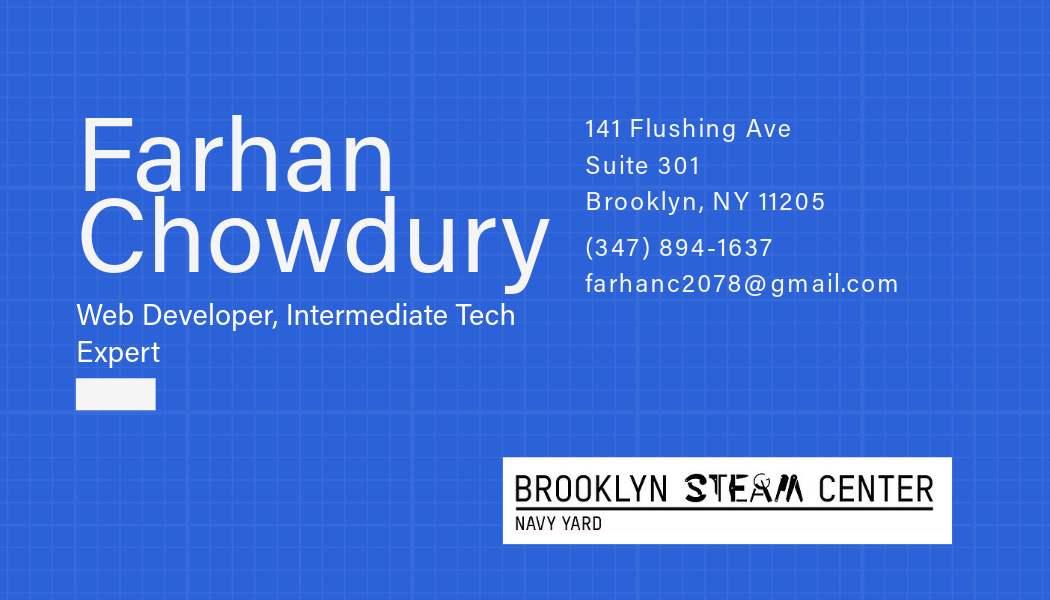 Farhan
Chowdury
Web Developer, Intermediate Tech
Expert
141 Flushing Ave
Suite 301
Brooklyn, NY 11205
(347) 894-1637
farhanc2078@gmail.com
BROOKLYN STEAM CENTER
NAVY YARD